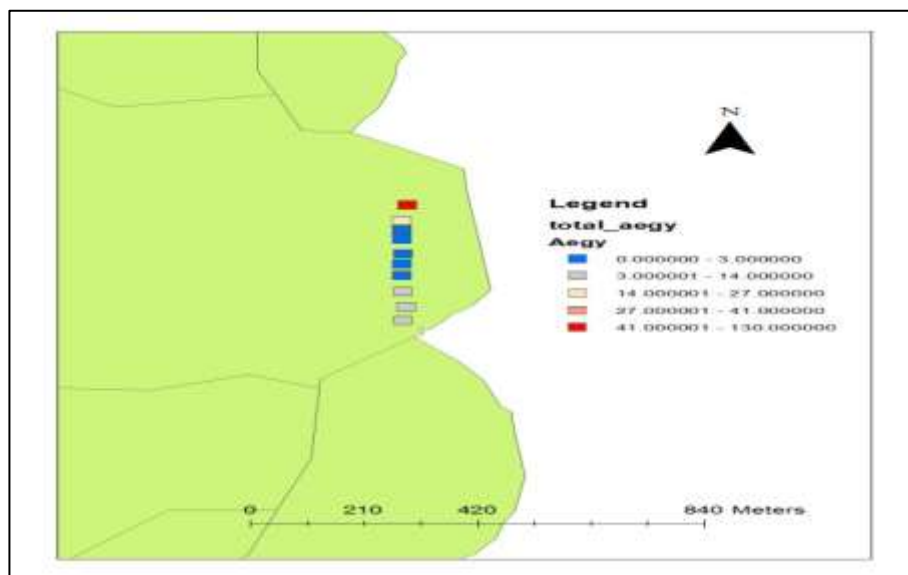 N
Legend
total_aegy
Aegy
0.000000 - 3.000000
3.000001 - 14.000000
14.000001 - 27.000000
27.000001 - 41.000000
41.000001 - 130.000000
0 210 420 840 Meters